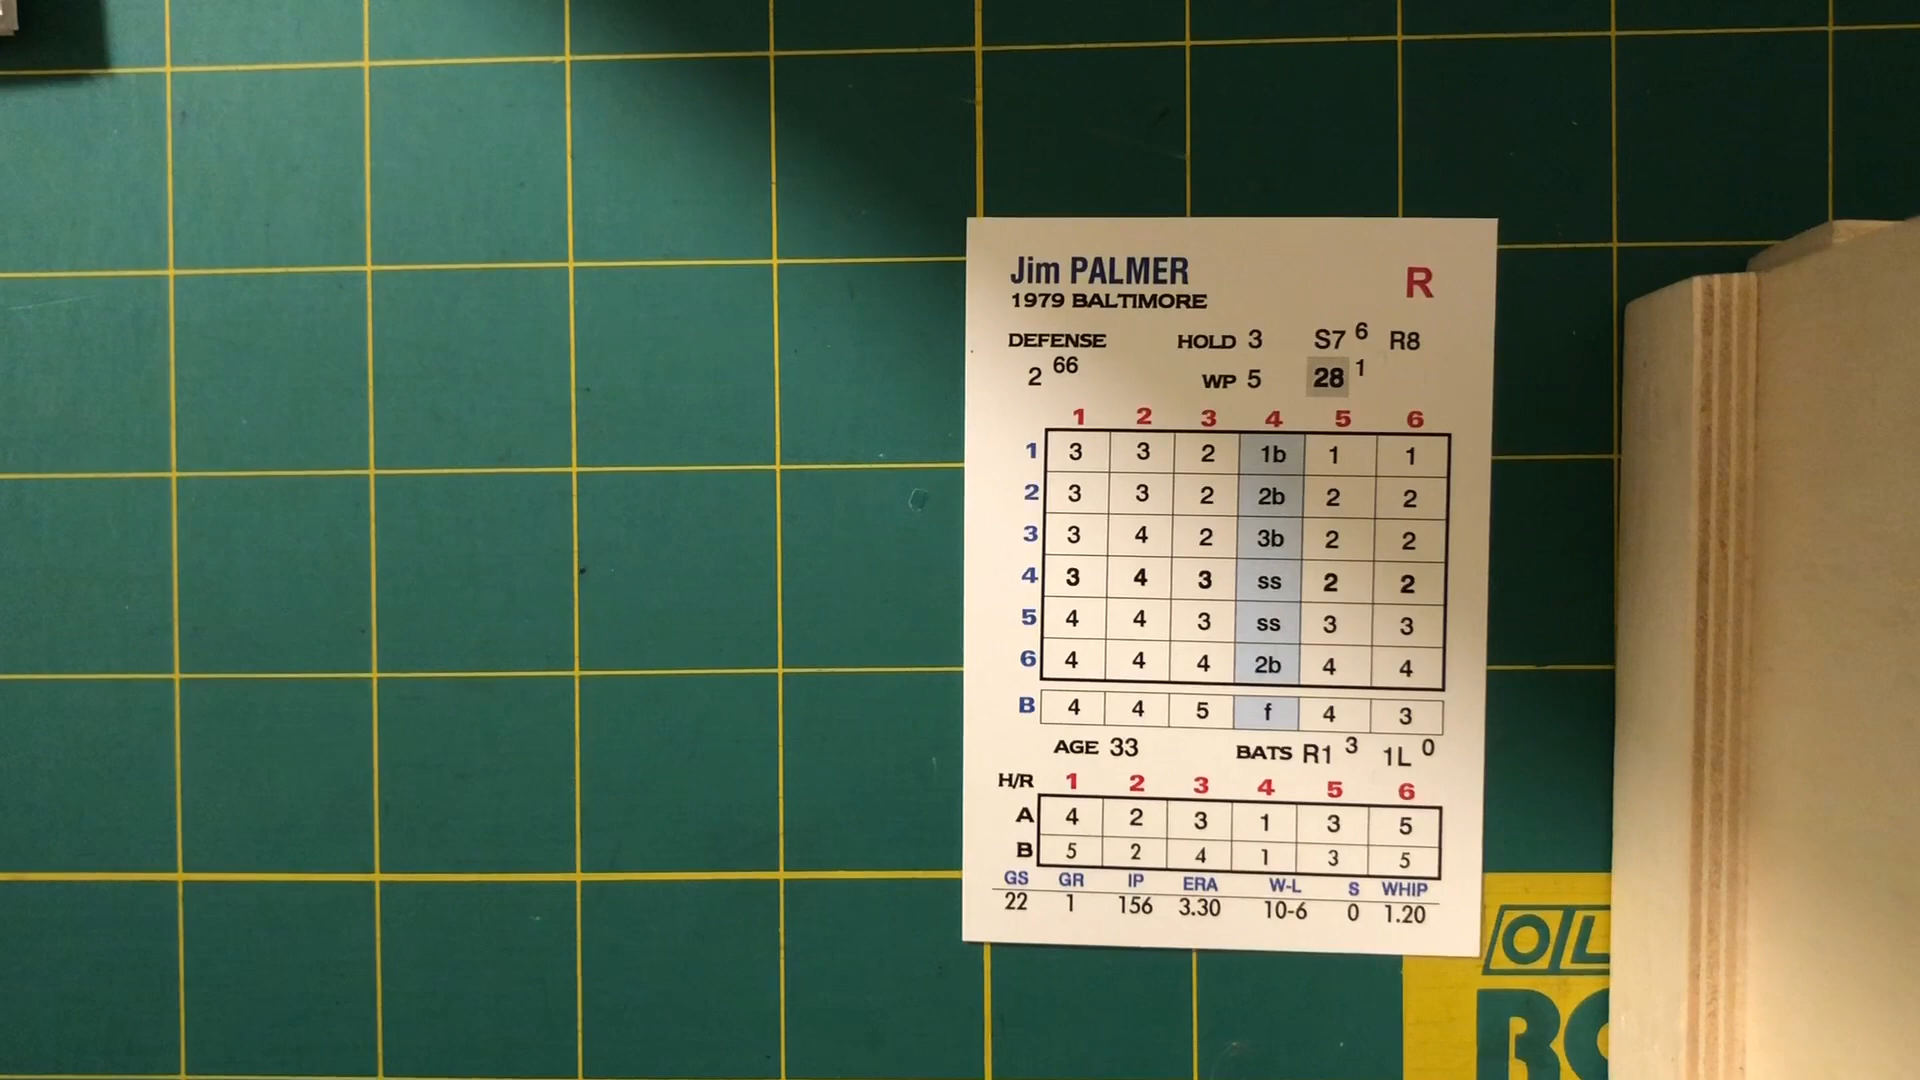 Jim PALMER R
1979 BALTIMORE
DEFENSE HOLD 3 S7 6 R8
2 66 WP 5 28 1
1 2 3 4 5 6
1 3 3 2 1b 1 1
2 3 3 2 2b 2 2
3 3 4 2 3b 2 2
4 3 4 3 ss 2 2
5 4 4 3 ss 3 3
6 4 4 4 2b 4 4
B 4 4 5 f 4 3
AGE 33 BATS R1 3 1L 0
H/R 1 2 3 4 5 6
A 4 2 3 1 3 5
B 5 2 4 1 3 5
GS GR IP ERA W-L S WHIP
22 1 156 3.30 10-6 0 1.20
OL